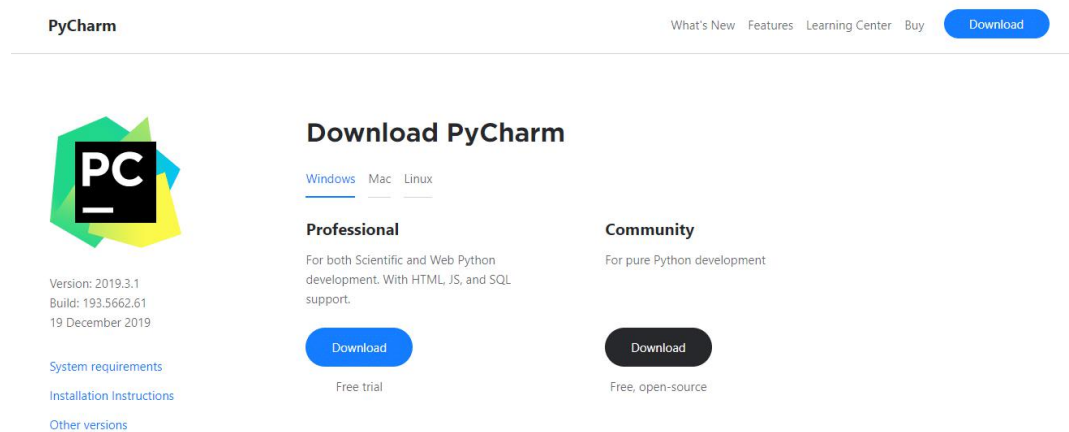 PyCharm
What's New Features Learning Center Buy Download
PC
Download PyCharm
Windows Mac Linux
Professional
For both Scientific and Web Python
development. With HTML, JS, and SQL
support.
Download
Free trial
Community
For pure Python development
Download
Free, open-source
Version: 2019.3.1
Build: 193.5662.61
19 December 2019
System requirements
Installation Instructions
Other versions